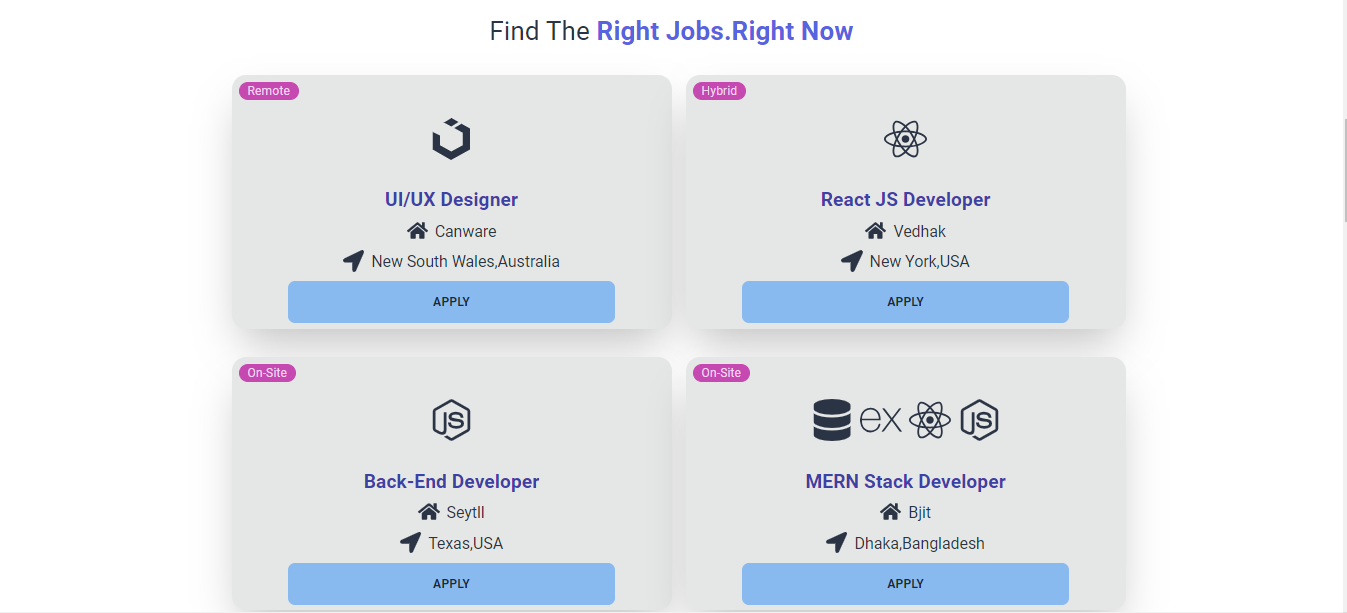 Find The Right Jobs.Right Now
Remote
UI/UX Designer
Canware
New South Wales,Australia
APPLY
Hybrid
React JS Developer
Vedhak
New York,USA
APPLY
On-Site
JS
Back-End Developer
Seytll
Texas,USA
APPLY
On-Site
ex JS
MERN Stack Developer
Bjit
Dhaka,Bangladesh
APPLY